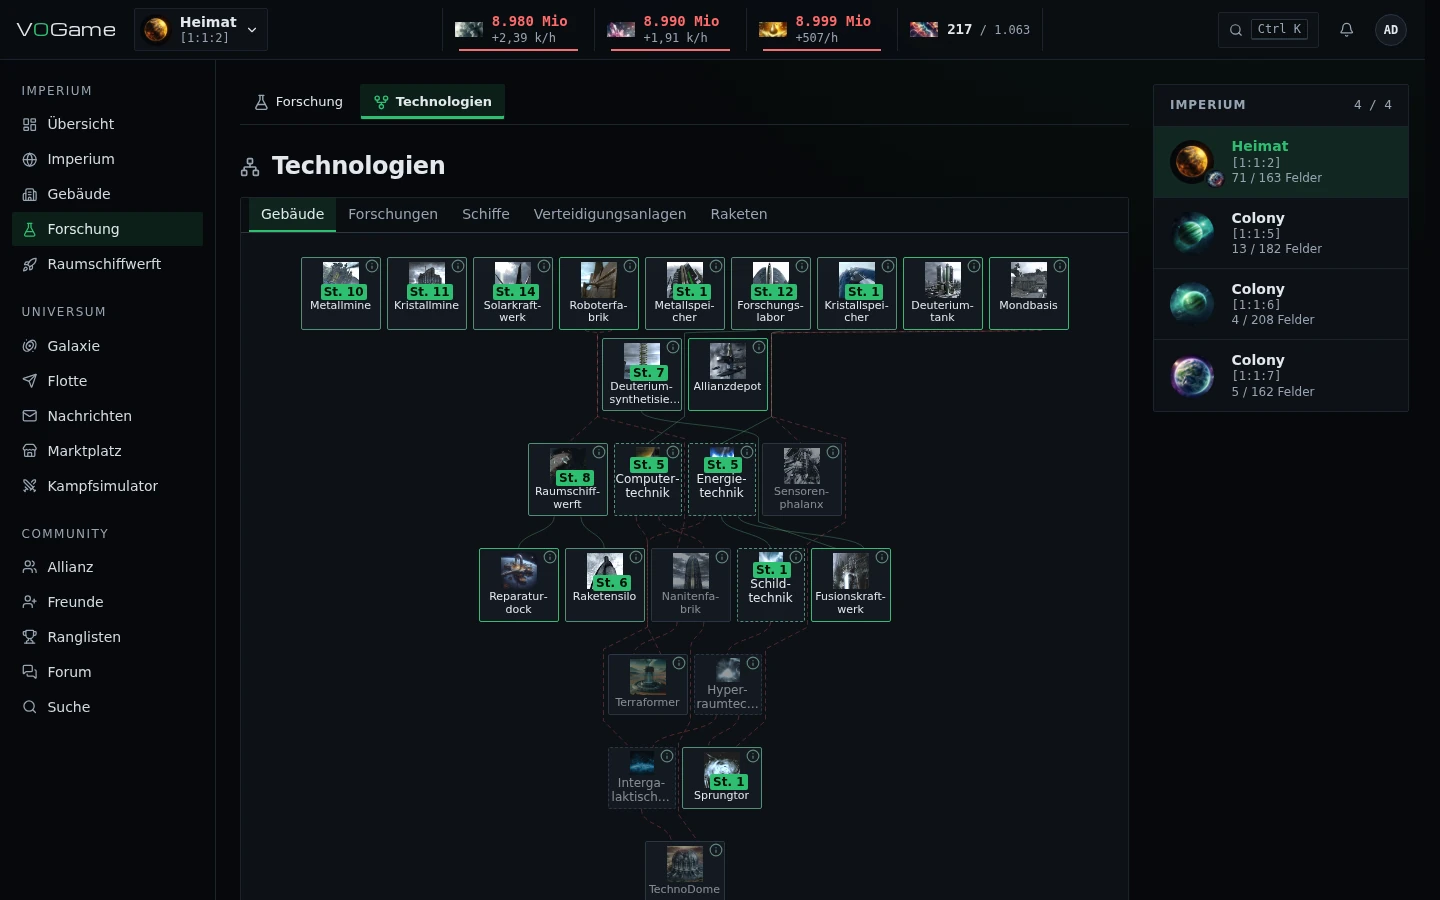 VOGame
Heimat
[1:1:2]
8.980 Mio
+2,39 k/h
8.990 Mio
+1,91 k/h
8.999 Mio
+507/h
217 / 1.063
Ctrl K
AD
IMPERIUM
Übersicht
Imperium
Gebäude
Forschung
Raumschiffwerft
UNIVERSUM
Galaxie
Flotte
Nachrichten
Marktplatz
Kampfsimulator
COMMUNITY
Allianz
Freunde
Ranglisten
Forum
Suche
Forschung
Technologien
Technologien
Gebäude
Forschungen
Schiffe
Verteidigungsanlagen
Raketen
St. 10
Metallmine
St. 11
Kristallmine
St. 14
Solarkraft-
werk
Roboterfa-
brik
St. 1
Metallspei-
cher
St. 12
Forschungs-
labor
St. 1
Kristallspei-
cher
Deuterium-
tank
Mondbasis
St. 7
Deuterium-
synthetisie...
Allianzdepot
St. 8
Raumschiff-
werft
St. 5
Computer-
technik
St. 5
Energie-
technik
Sensoren-
phalanx
Reparatur-
dock
St. 6
Raketensilo
Nanitenfa-
brik
St. 1
Schild-
technik
Fusionskraft-
werk
Terraformer
Hyper-
raumtec...
Interga-
laktisch...
St. 1
Sprungtor
TechnoDome
IMPERIUM
4 / 4
Heimat
[1:1:2]
71 / 163 Felder
Colony
[1:1:5]
13 / 182 Felder
Colony
[1:1:6]
4 / 208 Felder
Colony
[1:1:7]
5 / 162 Felder